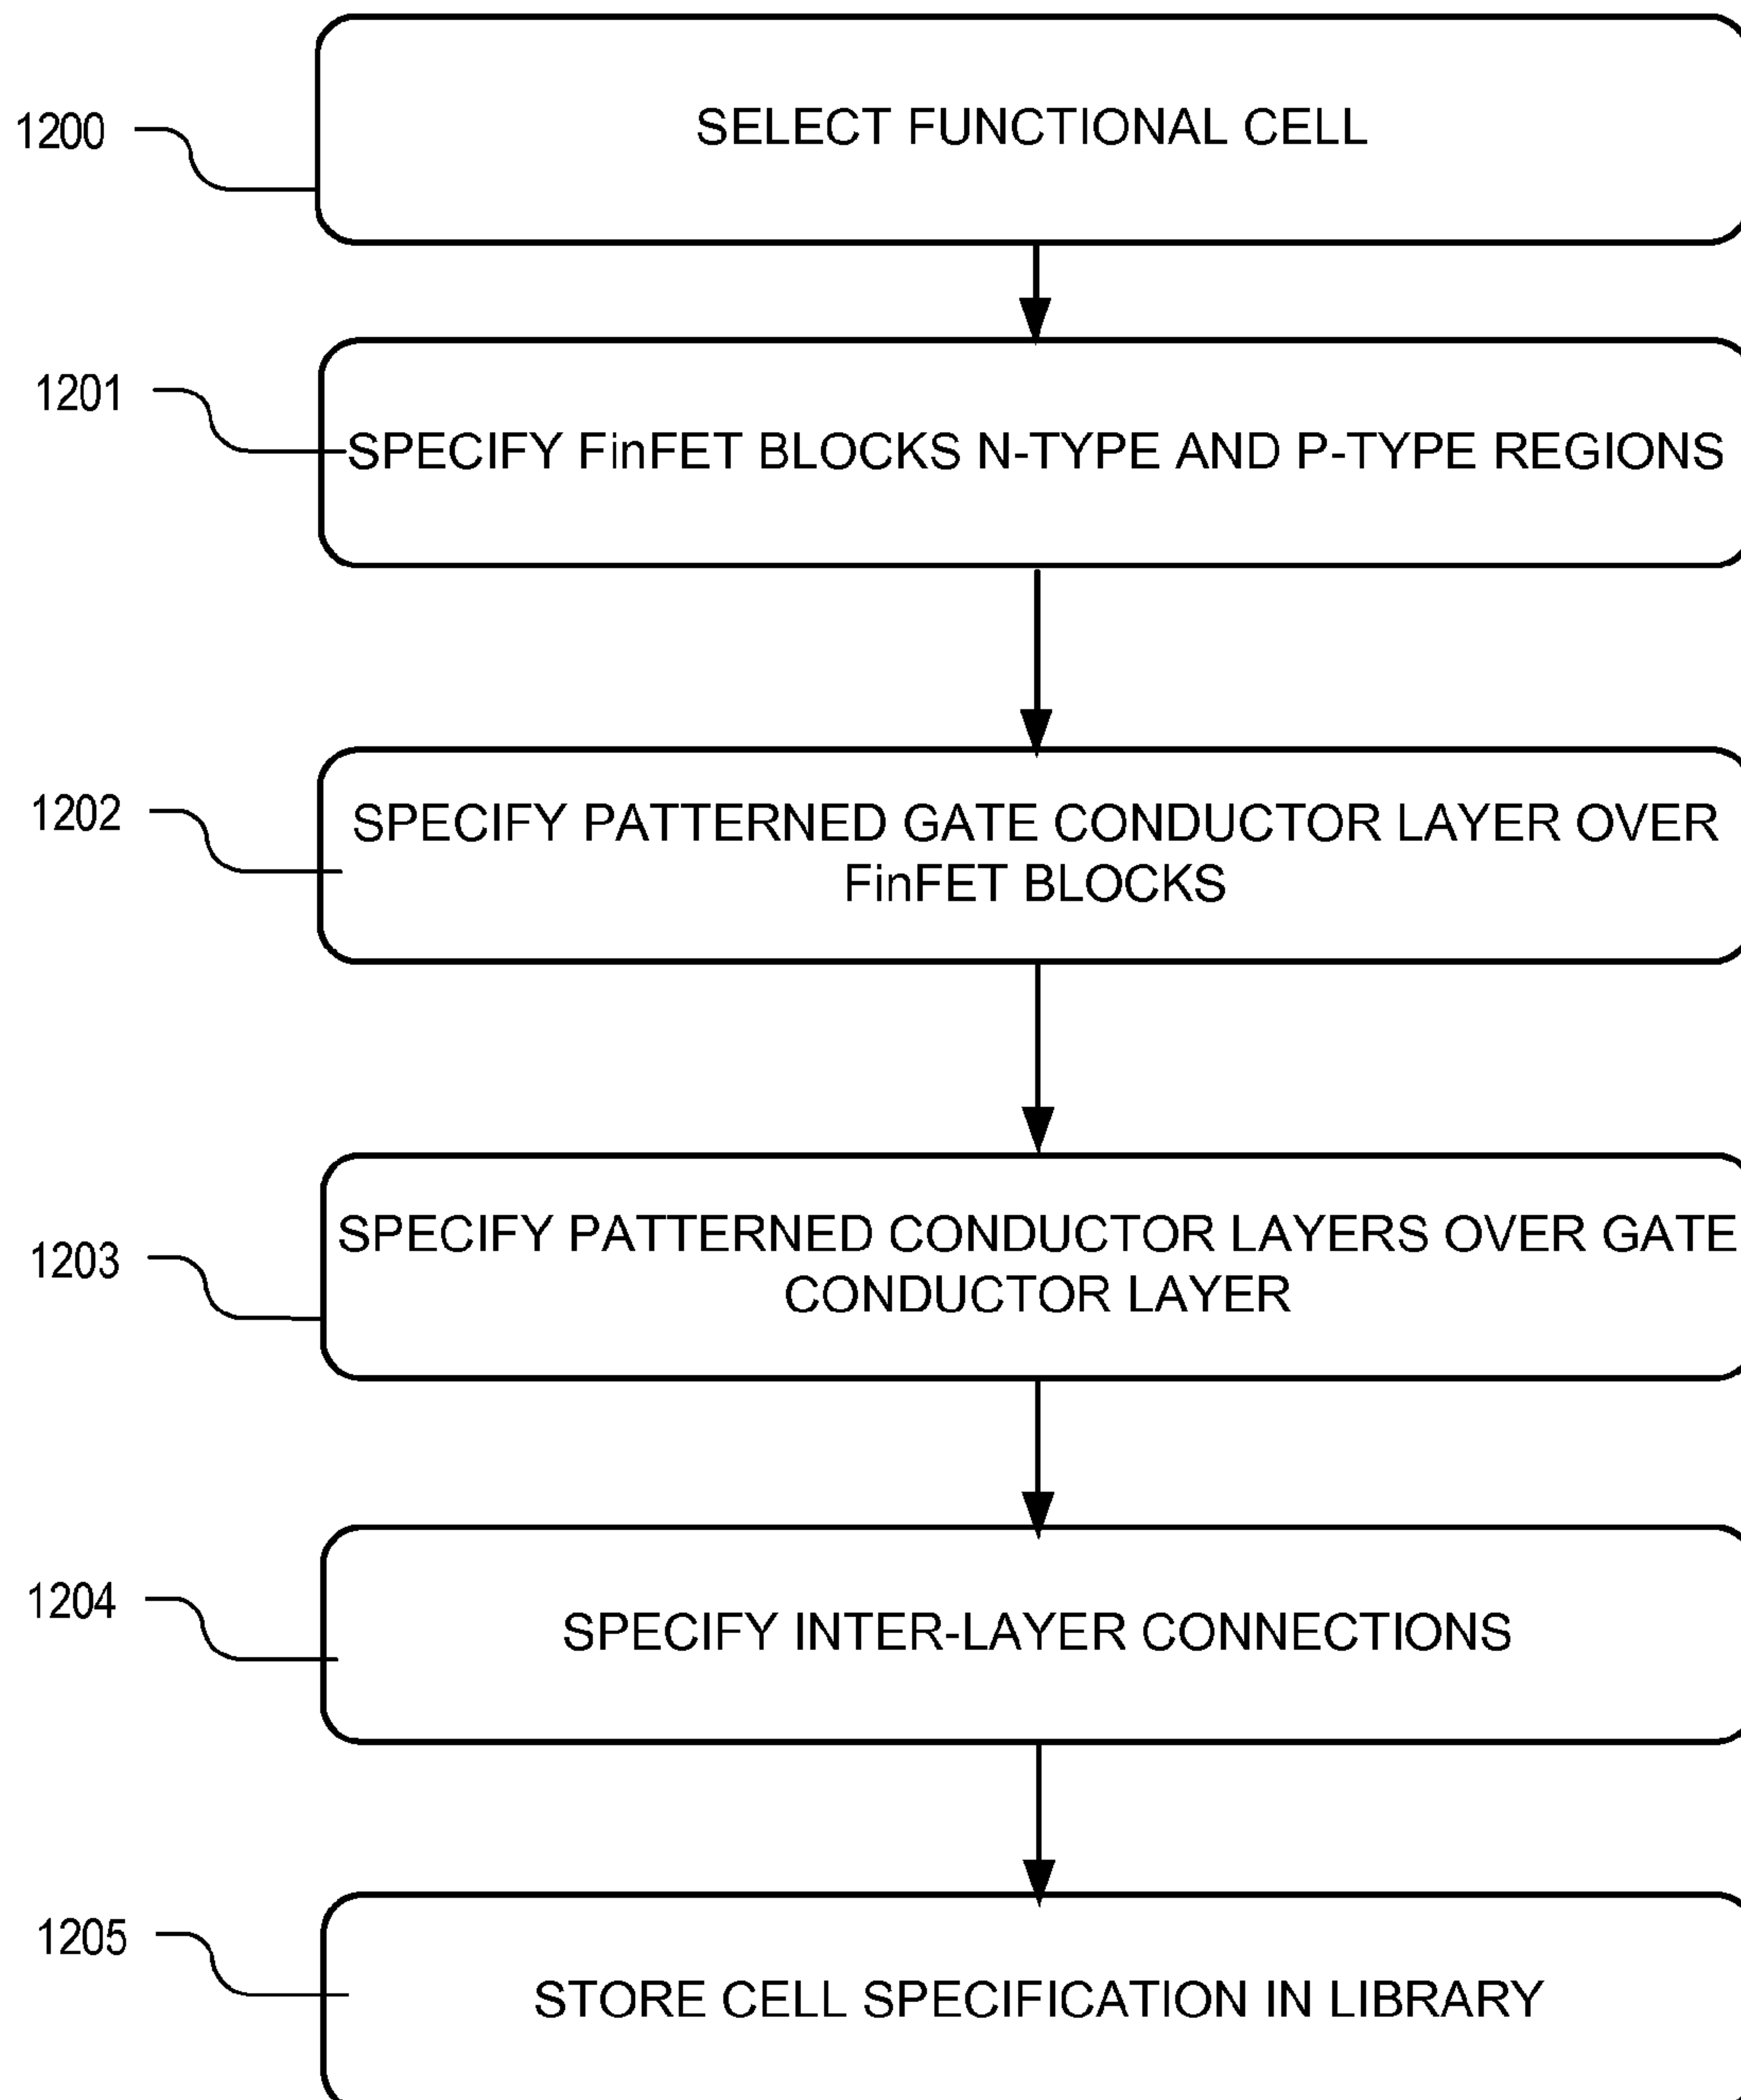 1200
SELECT FUNCTIONAL CELL
1201
SPECIFY FinFET BLOCKS N-TYPE AND P-TYPE REGIONS
1202
SPECIFY PATTERNED GATE CONDUCTOR LAYER OVER
FinFET BLOCKS
1203
SPECIFY PATTERNED CONDUCTOR LAYERS OVER GATE
CONDUCTOR LAYER
1204
SPECIFY INTER-LAYER CONNECTIONS
1205
STORE CELL SPECIFICATION IN LIBRARY